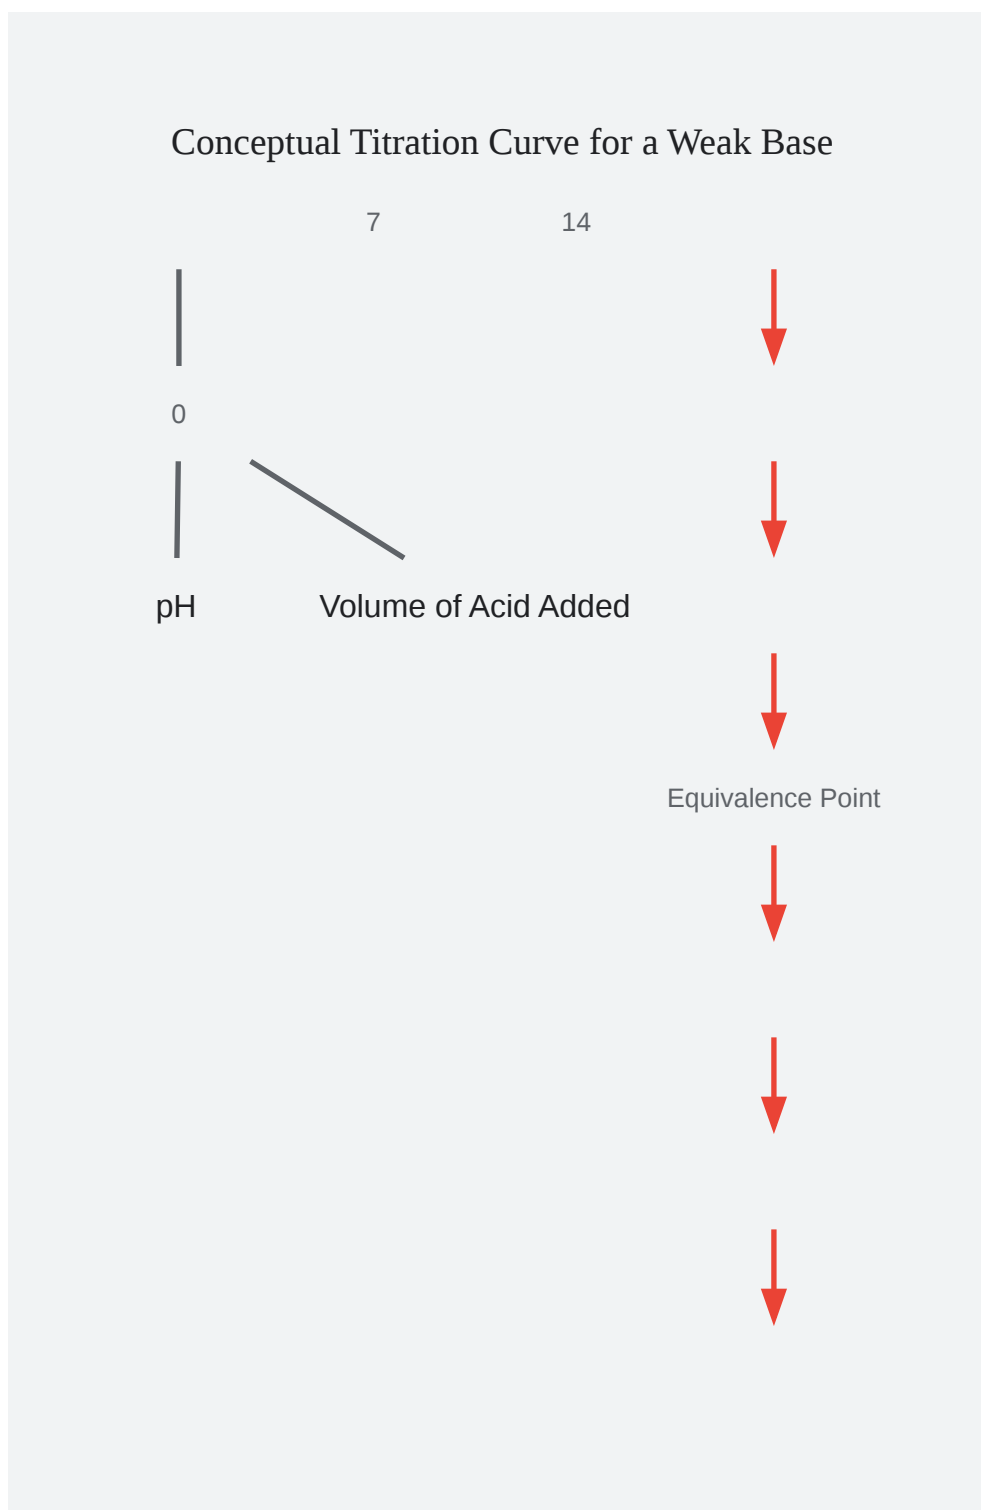 Conceptual Titration Curve for a Weak Base
7 14
0
pH Volume of Acid Added
Equivalence Point